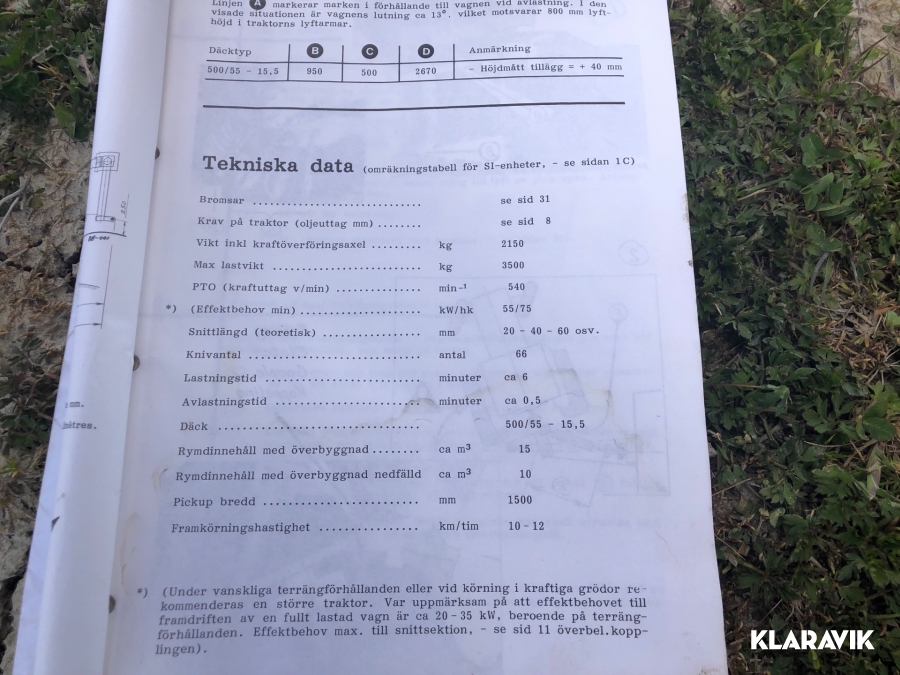 Linjen A markerar marken i förhållande till vagnen vid avlastning. I den
visade situationen är vagnens lutning ca 13°, vilket motsvarar 800 mm lyft-
höjd i traktorns lyftarmar.
Däcktyp B C D Anmärkning
500/55 - 15,5 950 500 2670 - Höjdmått tillägg = + 40 mm
Tekniska data (omräkningstabell för SI-enheter, - se sidan 1C)
Bromsar .......................... se sid 31
Krav på traktor (oljeuttag mm) ....... se sid 8
Vikt inkl kraftöverföringsaxel ........ kg 2150
Max lastvikt ....................... kg 3500
PTO (kraftuttag v/min) ............. min⁻¹ 540
*) (Effektbehov min) .................. kW/hk 55/75
Snittlängd (teoretisk) ............... mm 20 - 40 - 60 osv.
Knivantal .......................... antal 66
Lastningstid ........................ minuter ca 6
Avlastningstid ....................... minuter ca 0,5
Däck ............................... 500/55 - 15,5
Rymdinnehåll med överbyggnad ........ ca m³ 15
Rymdinnehåll med överbyggnad nedfälld ca m³ 10
Pickup bredd ........................ mm 1500
Framkörningshastighet ................ km/tim 10-12
*) (Under vanskliga terrängförhållanden eller vid körning i kraftiga grödor re-
kommenderas en större traktor. Var uppmärksam på att effektbehovet till
framdriften av en fullt lastad vagn är ca 20-35 kW, beroende på terräng-
förhållanden. Effektbehov max. till snittsektion, - se sid 11 överbel.kopp-
lingen).
mm.
KLARAVIK